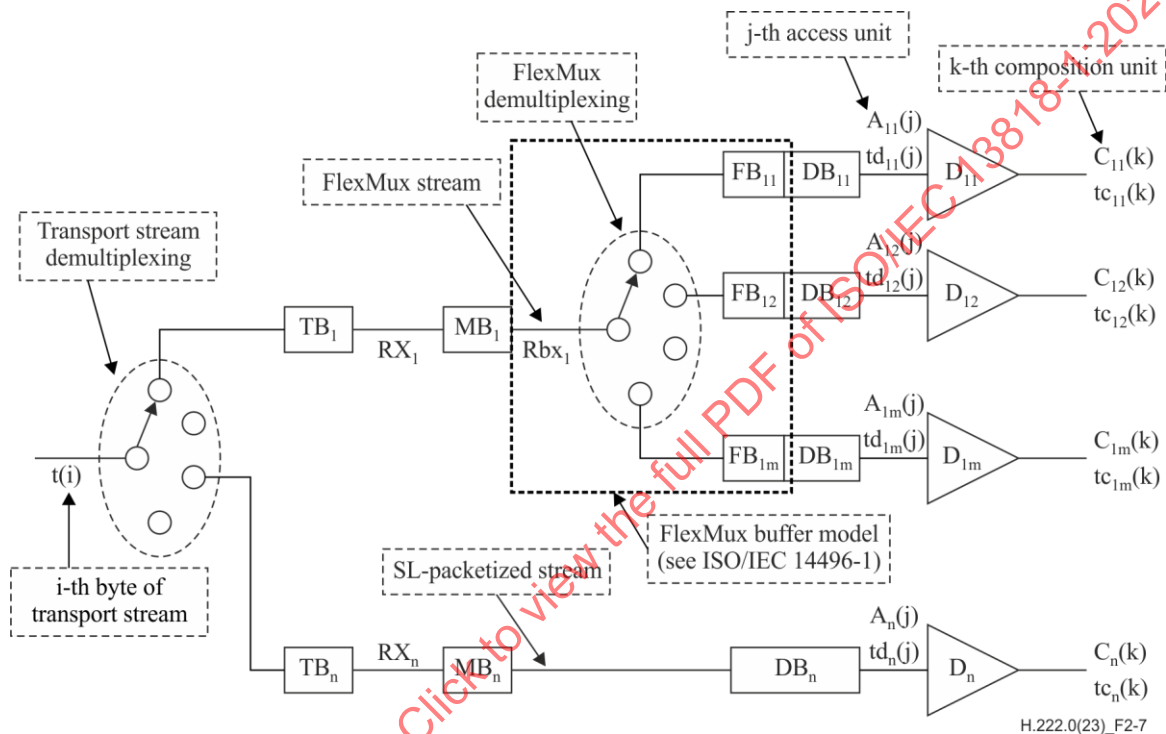 j-th access unit
k-th composition unit
FlexMux
demultiplexing
FlexMux stream
Transport stream
demultiplexing
A₁₁(j)
td₁₁(j)
FB₁₁
DB₁₁
D₁₁
C₁₁(k)
tc₁₁(k)
A₁₂(j)
td₁₂(j)
FB₁₂
DB₁₂
D₁₂
C₁₂(k)
tc₁₂(k)
TB₁
RX₁
MB₁
Rbx₁
A₁ₘ(j)
td₁ₘ(j)
FB₁ₘ
DB₁ₘ
D₁ₘ
C₁ₘ(k)
tc₁ₘ(k)
t(i)
i-th byte of
transport stream
FlexMux buffer model
(see ISO/IEC 14496-1)
SL-packetized stream
TBₙ
RXₙ
MBₙ
DBₙ
Aₙ(j)
tdₙ(j)
Dₙ
Cₙ(k)
tcₙ(k)
H.222.0(23)_F2-7
Click to view the full PDF of ISO/IEC 13818-1:202